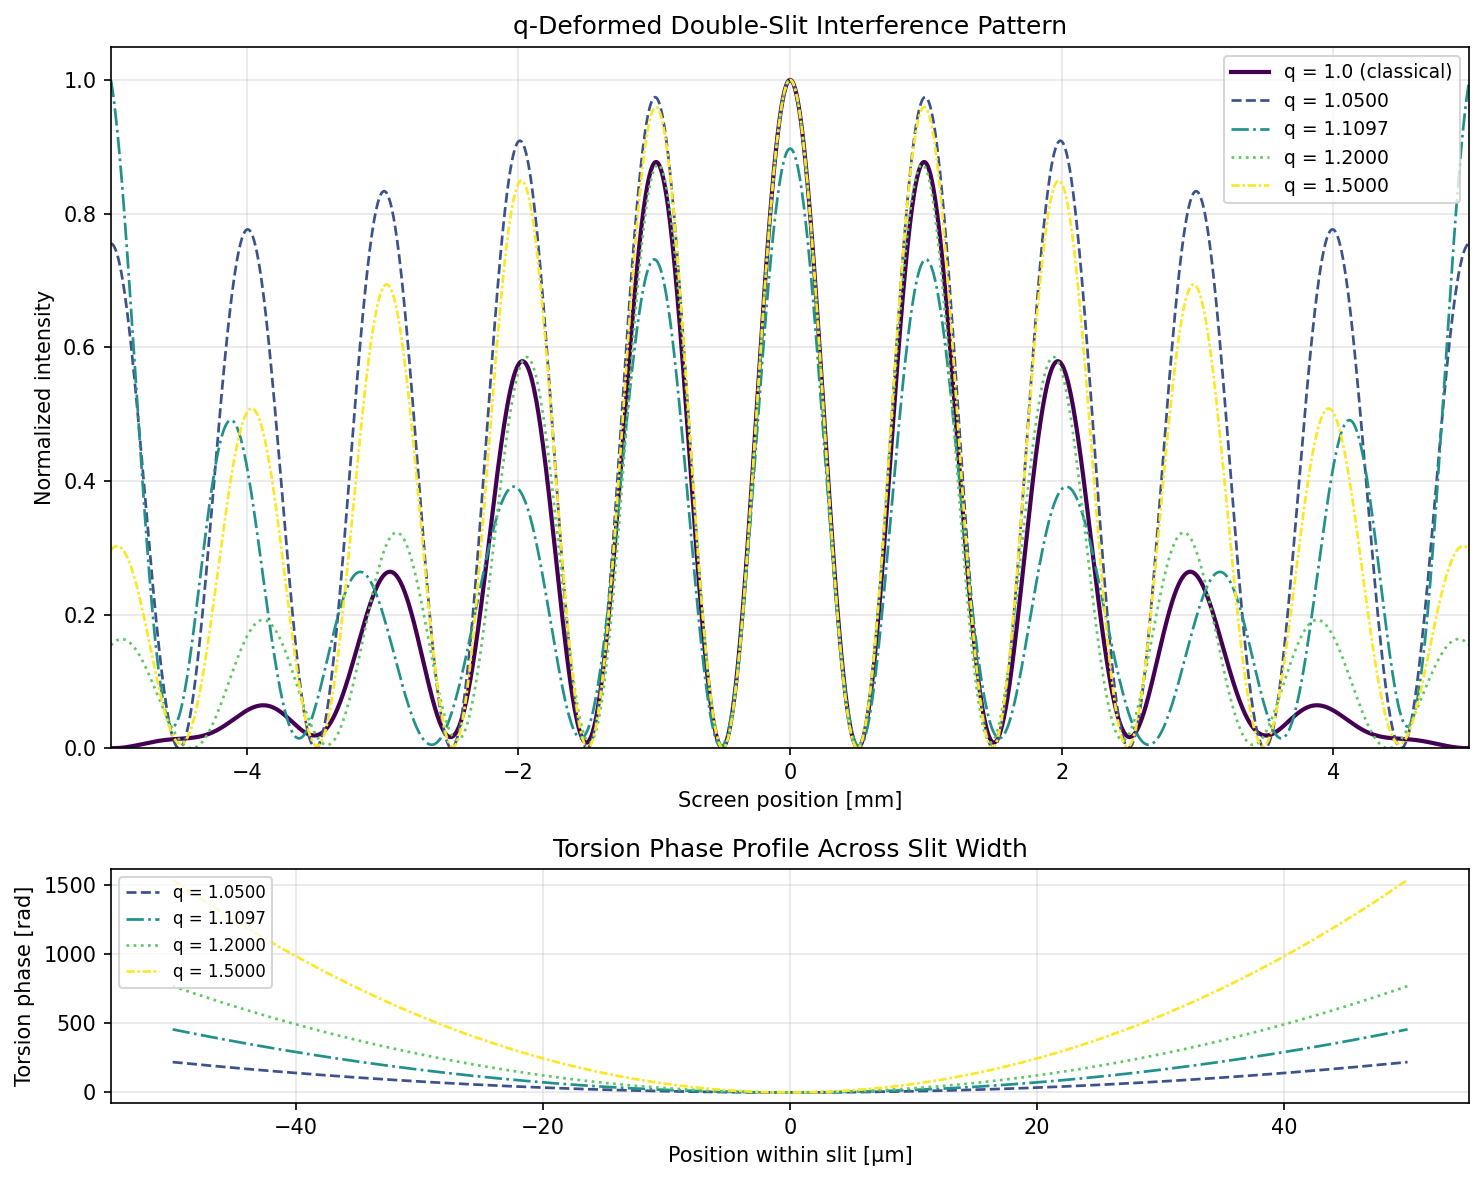 q-Deformed Double-Slit Interference Pattern
q = 1.0 (classical)
q = 1.0500
q = 1.1097
q = 1.2000
q = 1.5000
1.0
0.8
0.6
0.4
0.2
0.0
Normalized intensity
−4 −2 0 2 4
Screen position [mm]
Torsion Phase Profile Across Slit Width
q = 1.0500
q = 1.1097
q = 1.2000
q = 1.5000
1500
1000
500
0
Torsion phase [rad]
−40 −20 0 20 40
Position within slit [μm]